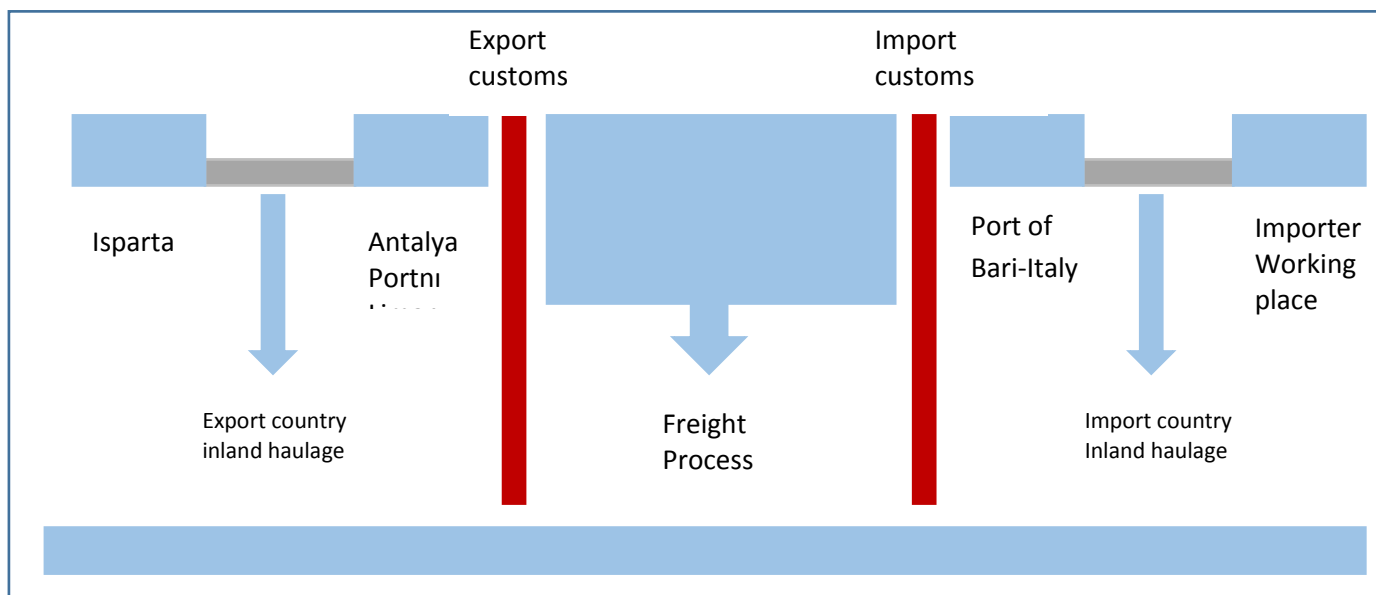 Export
customs
Import
customs
Isparta
Antalya
Portnı
Port of
Bari-Italy
Importer
Working
place
Export country
inland haulage
Freight
Process
Import country
Inland haulage